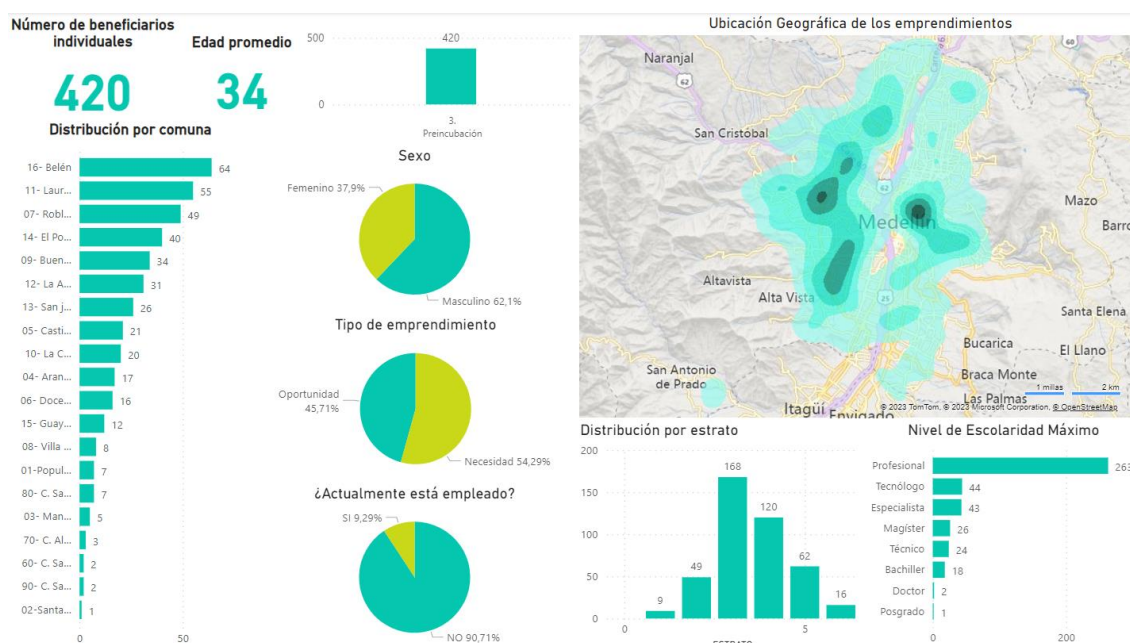 Número de beneficiarios
individuales
420
Edad promedio
34
500
0
420
3.
Preincubación
Distribución por comuna
16- Belén 64
11- Laur... 55
07- Robl... 49
14- El Po... 40
09- Buen... 34
12- La A... 31
13- San j... 26
05- Casti... 21
10- La C... 20
04- Aran... 17
06- Doce... 16
15- Guay... 12
08- Villa ... 8
01-Popul... 7
80- C. Sa... 7
03- Man... 5
70- C. Al... 3
60- C. Sa... 2
90- C. Sa... 2
02-Santa... 1
0 50
Sexo
Femenino 37,9%
Masculino 62,1%
Tipo de emprendimiento
Oportunidad
45,71%
Necesidad 54,29%
¿Actualmente está empleado?
SI 9,29%
NO 90,71%
Ubicación Geográfica de los emprendimientos
Naranjal
62
60
San Cristóbal
62
Medellín
Mazo
Barro
Altavista
Alta Vista
25
Santa Elena
Bucarica
El Llano
San Antonio
de Prado
Braca Monte
Las Palmas
1 millas
2 km
Itagüí
Envigado
© 2023 TomTom, © 2023 Microsoft Corporation, © OpenStreetMap
Distribución por estrato
200
150
100
50
0
9
49
168
120
62
16
0 5
ESTRATO
Nivel de Escolaridad Máximo
Profesional 263
Tecnólogo 44
Especialista 43
Magíster 26
Técnico 24
Bachiller 18
Doctor 2
Posgrado 1
0 200